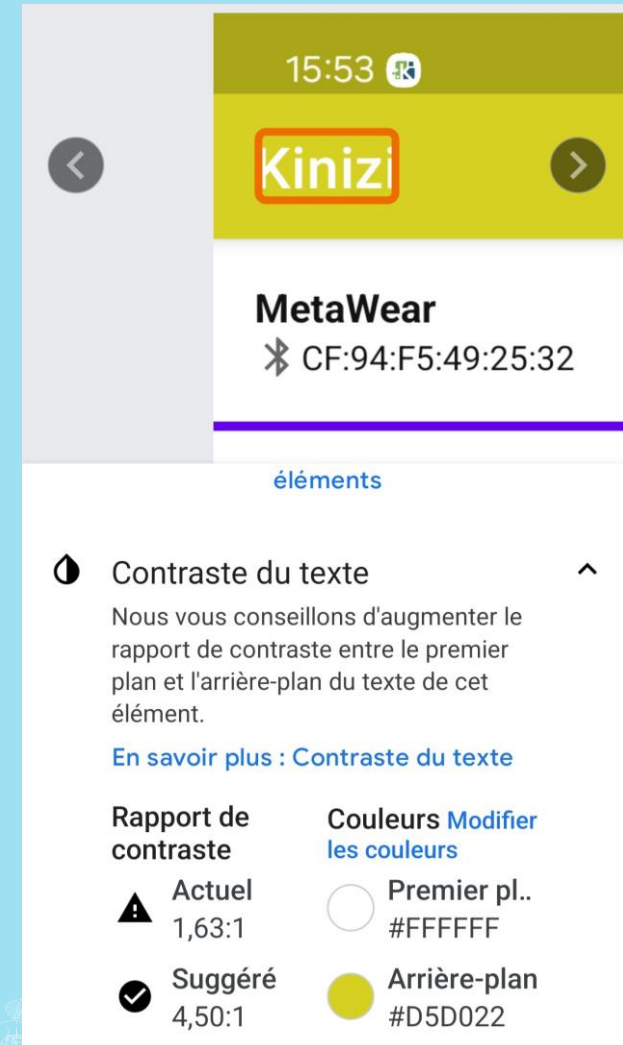 15:53
Kinizi
MetaWear
CF:94:F5:49:25:32
éléments
Contraste du texte
Nous vous conseillons d'augmenter le
rapport de contraste entre le premier
plan et l'arrière-plan du texte de cet
élément.
En savoir plus : Contraste du texte
Rapport de
contraste
Actuel
1,63:1
Suggéré
4,50:1
Couleurs Modifier
les couleurs
Premier pl..
#FFFFFF
Arrière-plan
#D5D022